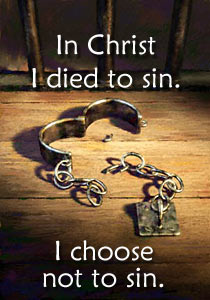 In Christ
I died to sin.
I choose
not to sin.